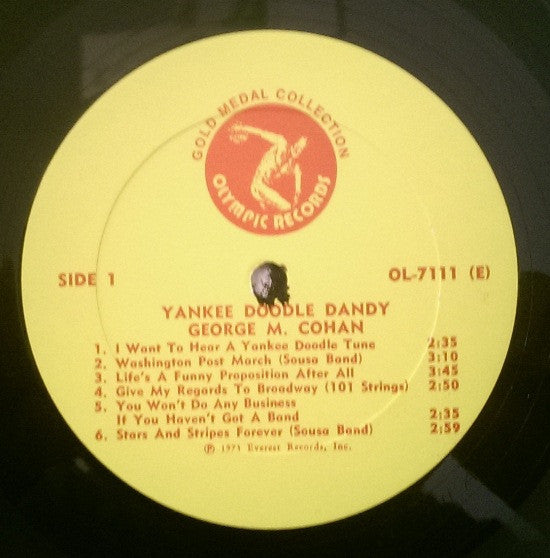 GOLD MEDAL COLLECTION
OLYMPIC RECORDS
SIDE 1
OL-7111 (E)
YANKEE DOODLE DANDY
GEORGE M. COHAN
1. I Want To Hear A Yankee Doodle Tune 2:35
2. Washington Post March (Sousa Band) 3:10
3. Life's A Funny Proposition After All 3:45
4. Give My Regards To Broadway (101 Strings) 2:50
5. You Won't Do Any Business
If You Haven't Got A Band 2:35
6. Stars And Stripes Forever (Sousa Band) 2:59
℗ 1973 Everest Records, Inc.